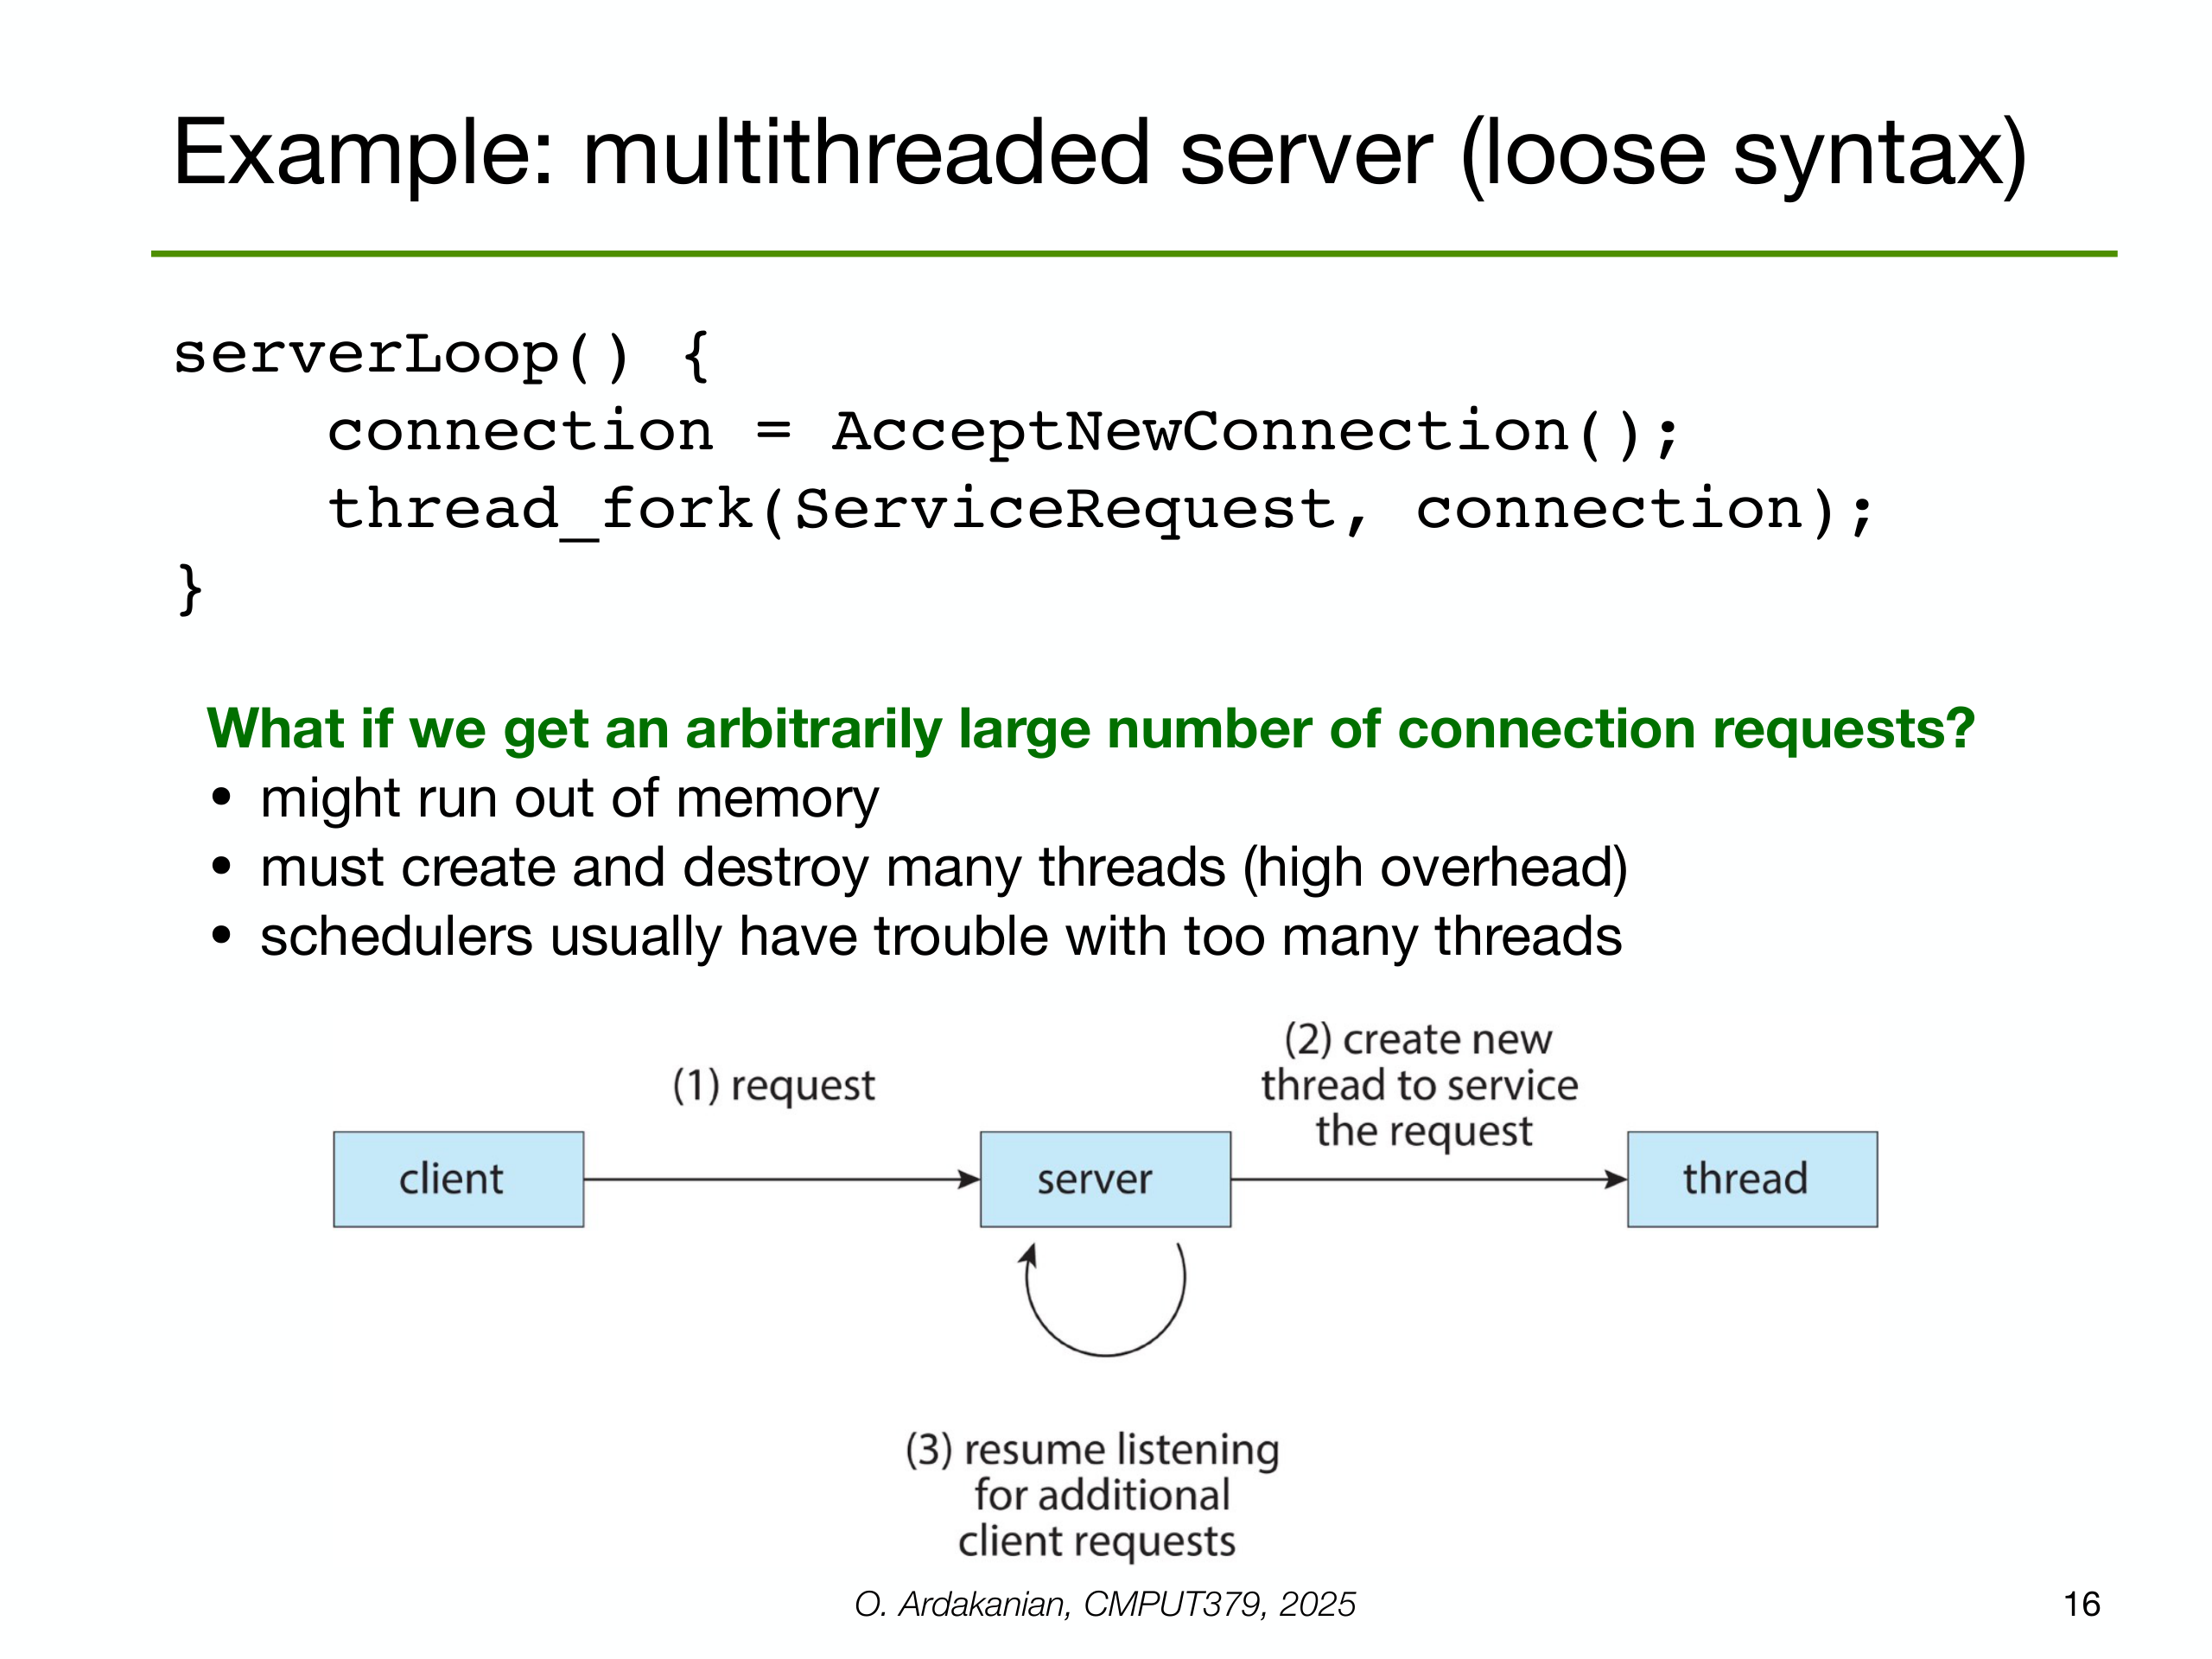 Example: multithreaded server (loose syntax)
serverLoop() {
    connection = AcceptNewConnection();
    thread_fork(ServiceRequest, connection);
}
What if we get an arbitrarily large number of connection requests?
• might run out of memory
• must create and destroy many threads (high overhead)
• schedulers usually have trouble with too many threads
(1) request
(2) create new
thread to service
the request
client
server
thread
(3) resume listening
for additional
client requests
O. Ardakanian, CMPUT379, 2025
16